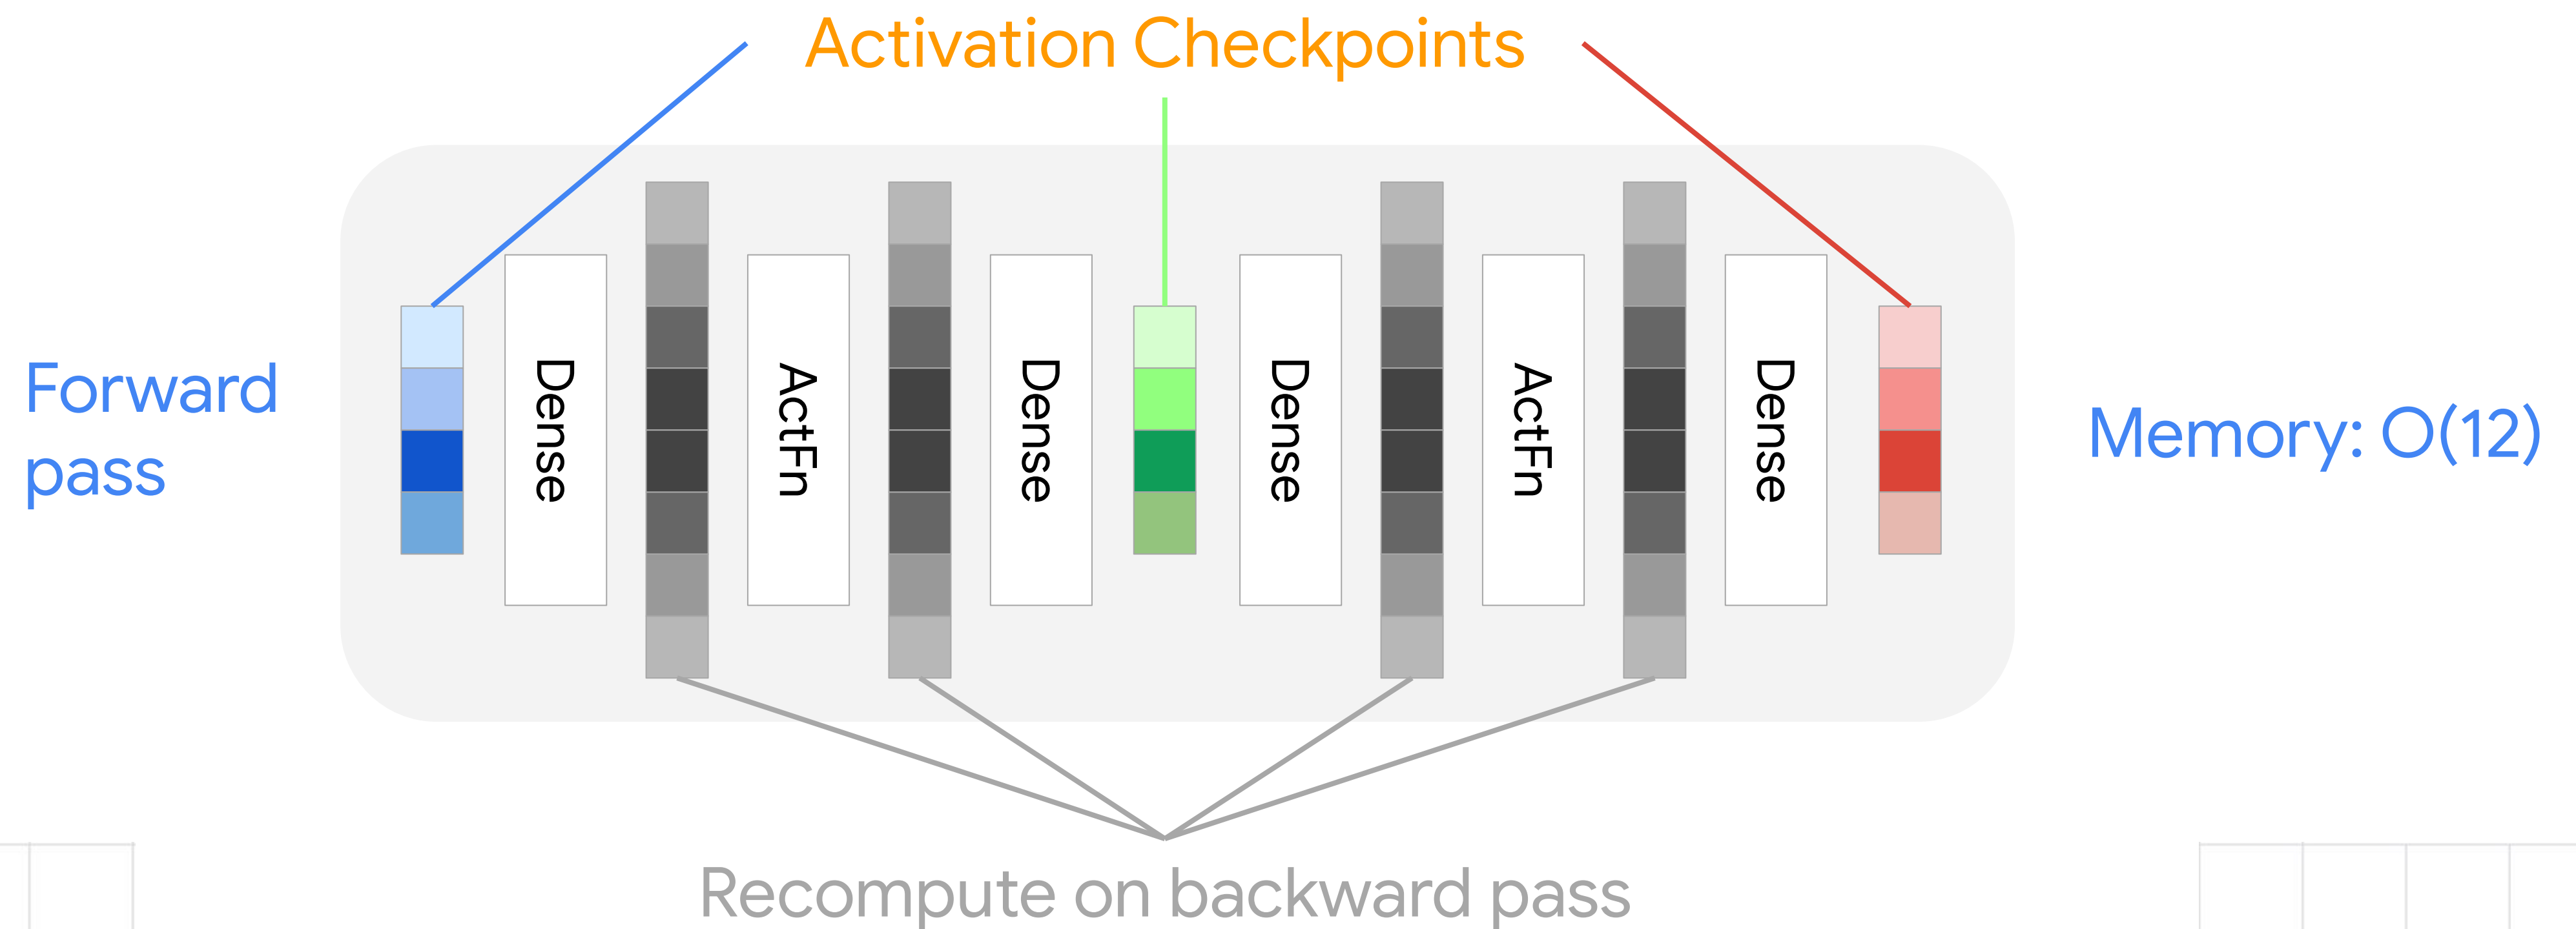 Activation Checkpoints
Forward
pass
Dense
ActFn
Dense
Dense
ActFn
Dense
Memory: O(12)
Recompute on backward pass